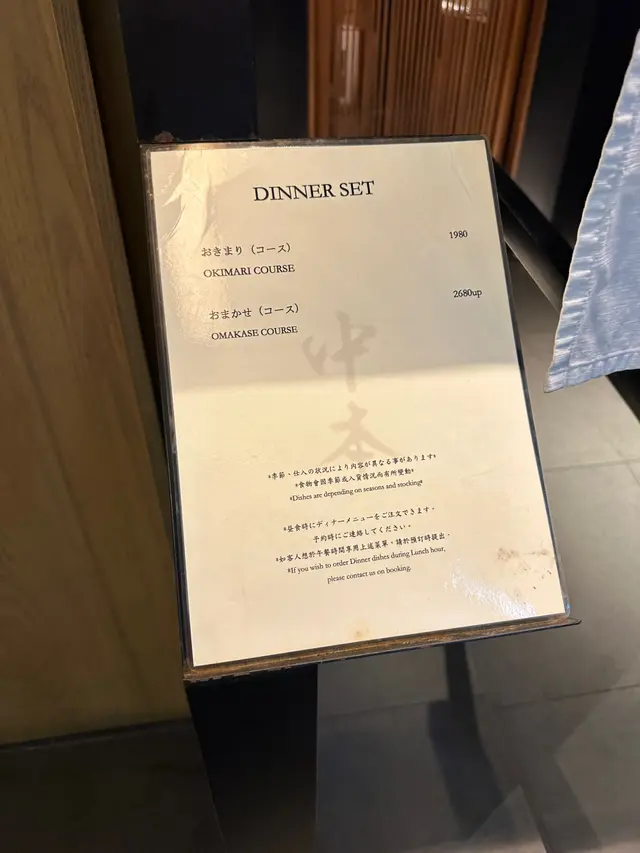 DINNER SET
おきまり（コース） 1980
OKIMARI COURSE
おまかせ（コース） 2680up
OMAKASE COURSE
中
本
*季節、仕入の状況により内容が異なる事があります*
*食物會因季節或入貨情況而有所變動*
*Dishes are depending on seasons and stocking*
*昼食時にディナーメニューをご注文できます。
予約時にご連絡してください。
*如客人想於午餐時間享用上述菜單，請於預訂時提出。
*If you wish to order Dinner dishes during Lunch hour,
please contact us on booking.